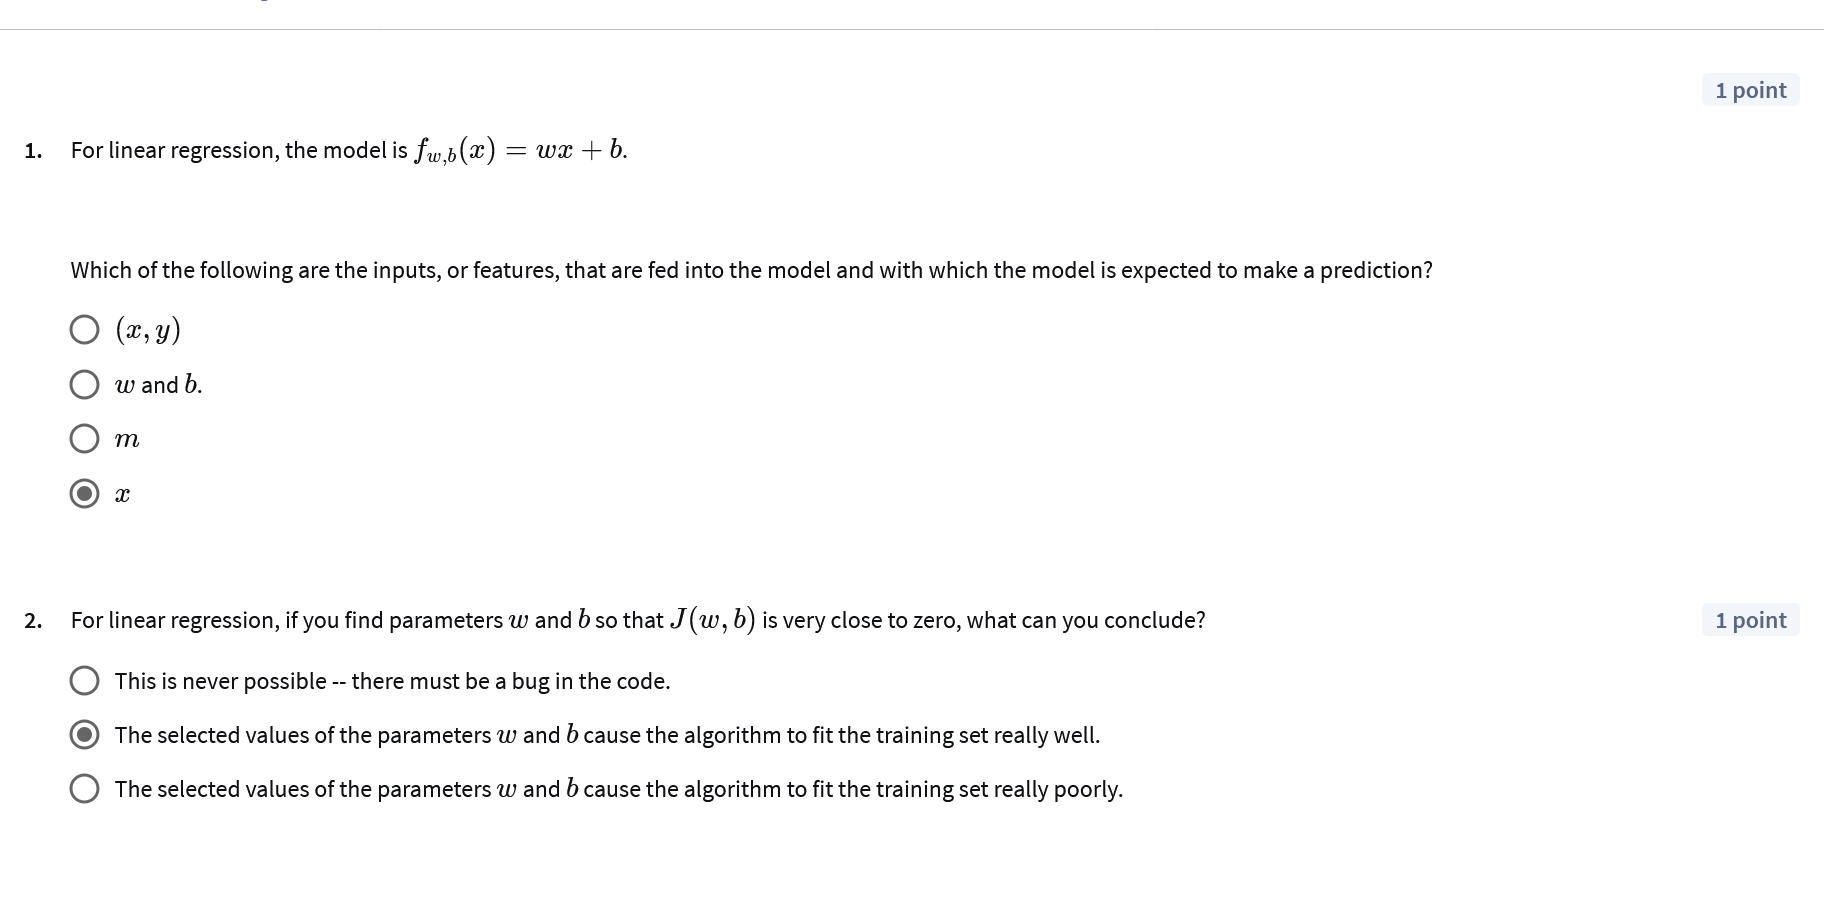 1 point
1. For linear regression, the model is f_{w,b}(x) = wx + b.
Which of the following are the inputs, or features, that are fed into the model and with which the model is expected to make a prediction?
(x, y)
w and b.
m
x
2. For linear regression, if you find parameters w and b so that J(w, b) is very close to zero, what can you conclude? 1 point
This is never possible -- there must be a bug in the code.
The selected values of the parameters w and b cause the algorithm to fit the training set really well.
The selected values of the parameters w and b cause the algorithm to fit the training set really poorly.